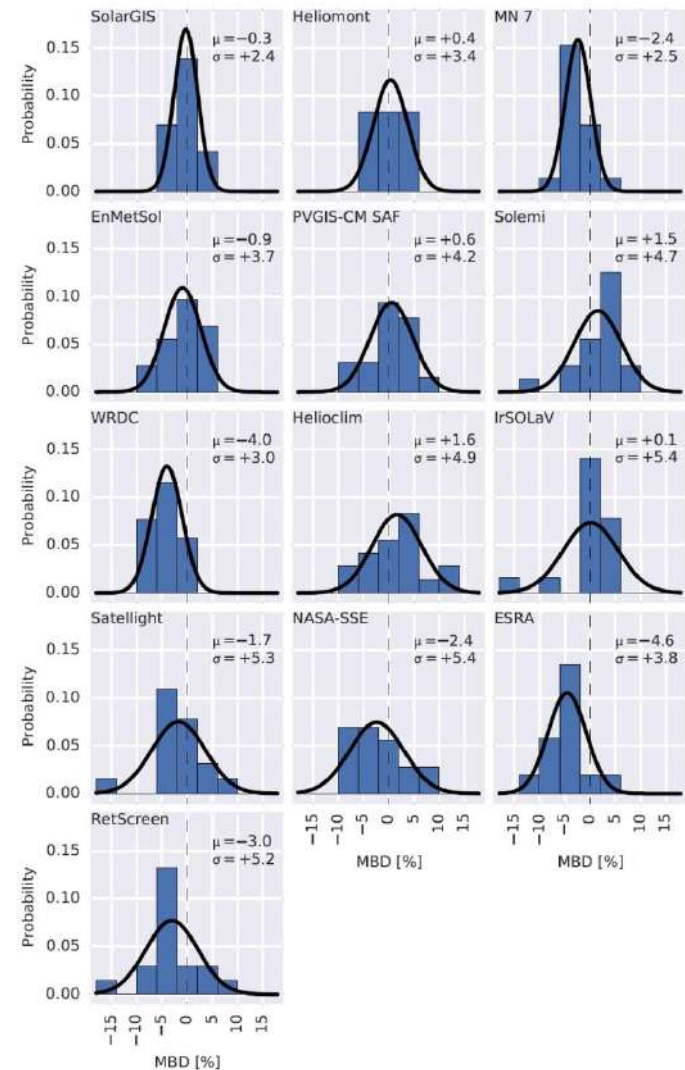 SolarGIS Heliomont MN 7
0.15 μ=−0.3 μ=+0.4 μ=−2.4
σ=+2.4 σ=+3.4 σ=+2.5
Probability
0.10
0.05
0.00
EnMetSol PVGIS-CM SAF Solemi
0.15 μ=−0.9 μ=+0.6 μ=+1.5
σ=+3.7 σ=+4.2 σ=+4.7
Probability
0.10
0.05
0.00
WRDC Helioclim IrSOLaV
0.15 μ=−4.0 μ=+1.6 μ=+0.1
σ=+3.0 σ=+4.9 σ=+5.4
Probability
0.10
0.05
0.00
Satellight NASA-SSE ESRA
0.15 μ=−1.7 μ=−2.4 μ=−4.6
σ=+5.3 σ=+5.4 σ=+3.8
Probability
0.10
0.05
0.00
RetScreen −15 −10 −5 0 5 10 15 −15 −10 −5 0 5 10 15
MBD [%] MBD [%]
0.15 μ=−3.0
σ=+5.2
Probability
0.10
0.05
0.00
−15 −10 −5 0 5 10 15
MBD [%]